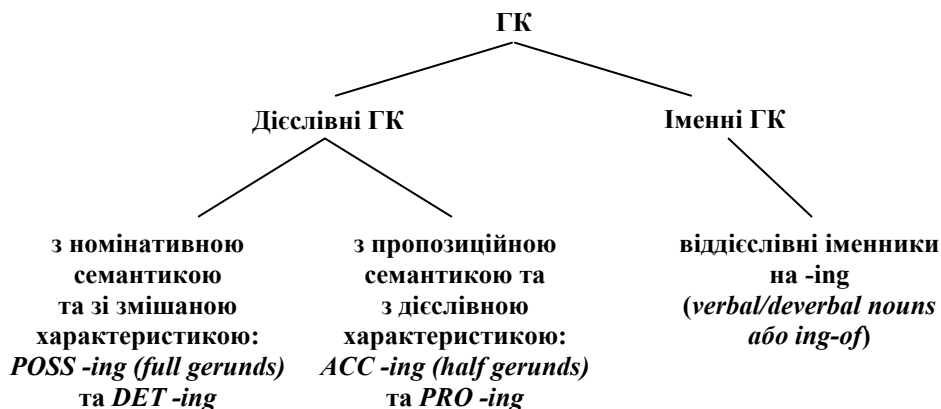 ГК
Дієслівні ГК
Іменні ГК
з номінативною
семантикою
та зі змішаною
характеристикою:
POSS -ing (full gerunds)
та DET -ing
з пропозиційною
семантикою та
з дієслівною
характеристикою:
ACC -ing (half gerunds)
та PRO -ing
віддієслівні іменники
на -ing
(verbal/deverbal nouns
або ing-of)